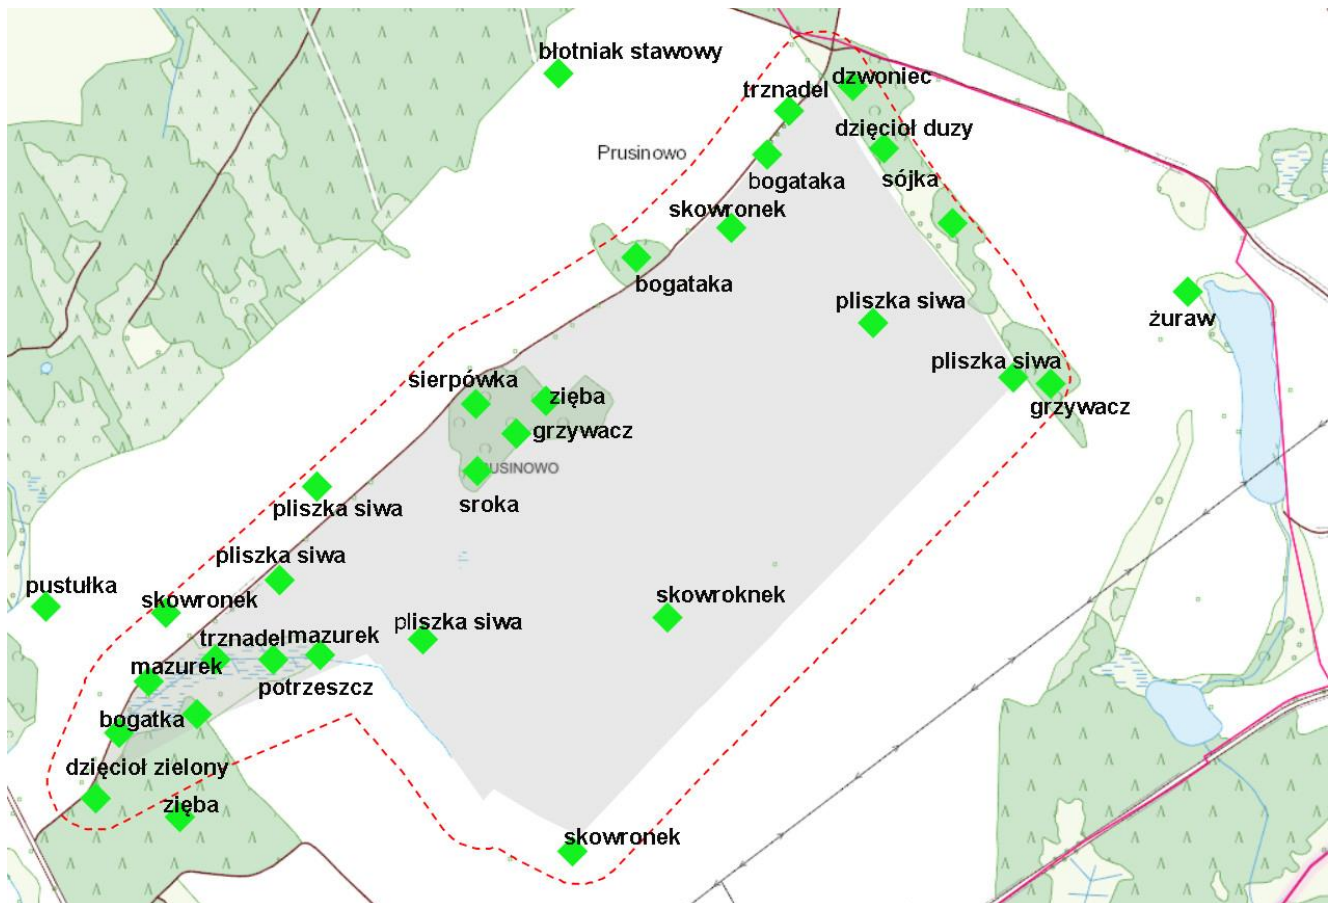 błotniak stawowy
dzwoniec
trznadel
dzięcioł duzy
Prusinowo
bogataka
sójka
skowronek
bogataka
pliszka siwa
żuraw
pliszka siwa
sierpówka
zięba
grzywacz
grzywacz
USINOWO
sroka
pliszka siwa
pliszka siwa
pustułka
skowronek
skowroknek
pliszka siwa
trznadel
mazurek
mazurek
potrzeszcz
bogatka
dzięcioł zielony
zięba
skowronek